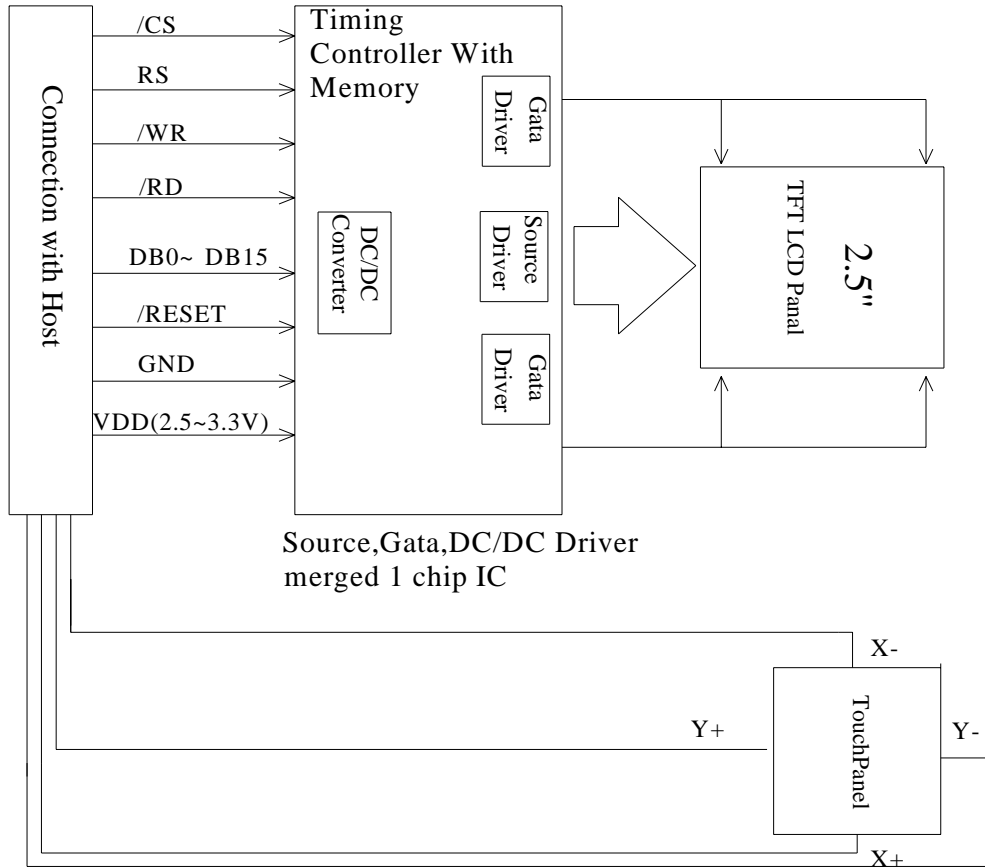 Connection with Host
/CS
RS
/WR
/RD
DB0~ DB15
/RESET
GND
VDD(2.5~3.3V)
Timing
Controller With
Memory
Gata
Driver
DC/DC
Converter
Source
Driver
Gata
Driver
2.5"
TFT LCD Panal
Source,Gata,DC/DC Driver
merged 1 chip IC
X-
Y+
TouchPanel
Y-
X+